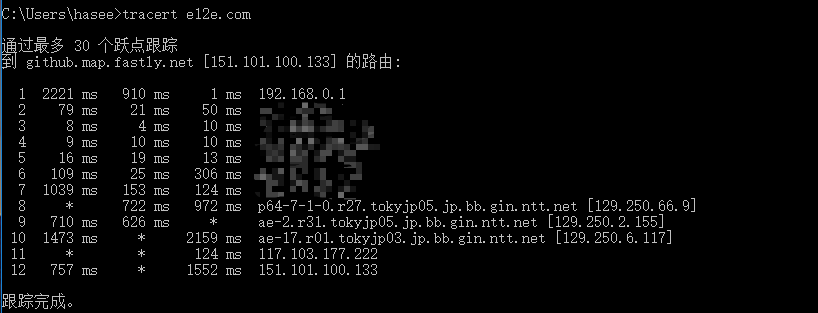 C:\Users\hasee>tracert el2e.com
通过最多 30 个跃点跟踪
到 github.map.fastly.net [151.101.100.133] 的路由:
1 2221 ms 910 ms 1 ms 192.168.0.1
2 79 ms 21 ms 50 ms
3 8 ms 4 ms 10 ms
4 9 ms 10 ms 10 ms
5 16 ms 19 ms 13 ms
6 109 ms 25 ms 306 ms
7 1039 ms 153 ms 124 ms
8 * 722 ms 972 ms p64-7-1-0.r27.tokyjp05.jp.bb.gin.ntt.net [129.250.66.9]
9 710 ms 626 ms * ae-2.r31.tokyjp05.jp.bb.gin.ntt.net [129.250.2.155]
10 1473 ms * 2159 ms ae-17.r01.tokyjp03.jp.bb.gin.ntt.net [129.250.6.117]
11 * * 124 ms 117.103.177.222
12 757 ms * 1552 ms 151.101.100.133
跟踪完成。